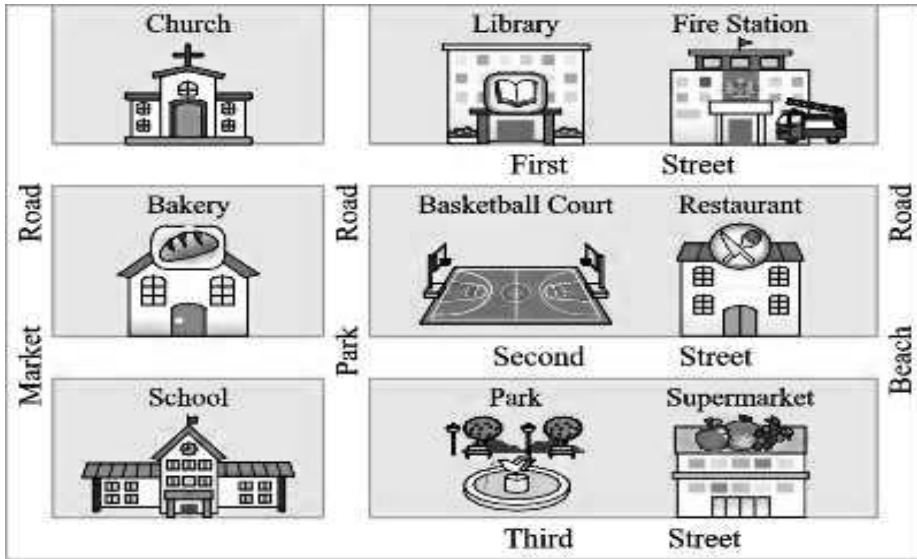 Church
Library
Fire Station
First Street
Market Road
Park Road
Beach Road
Bakery
Basketball Court
Restaurant
Second Street
School
Park
Supermarket
Third Street